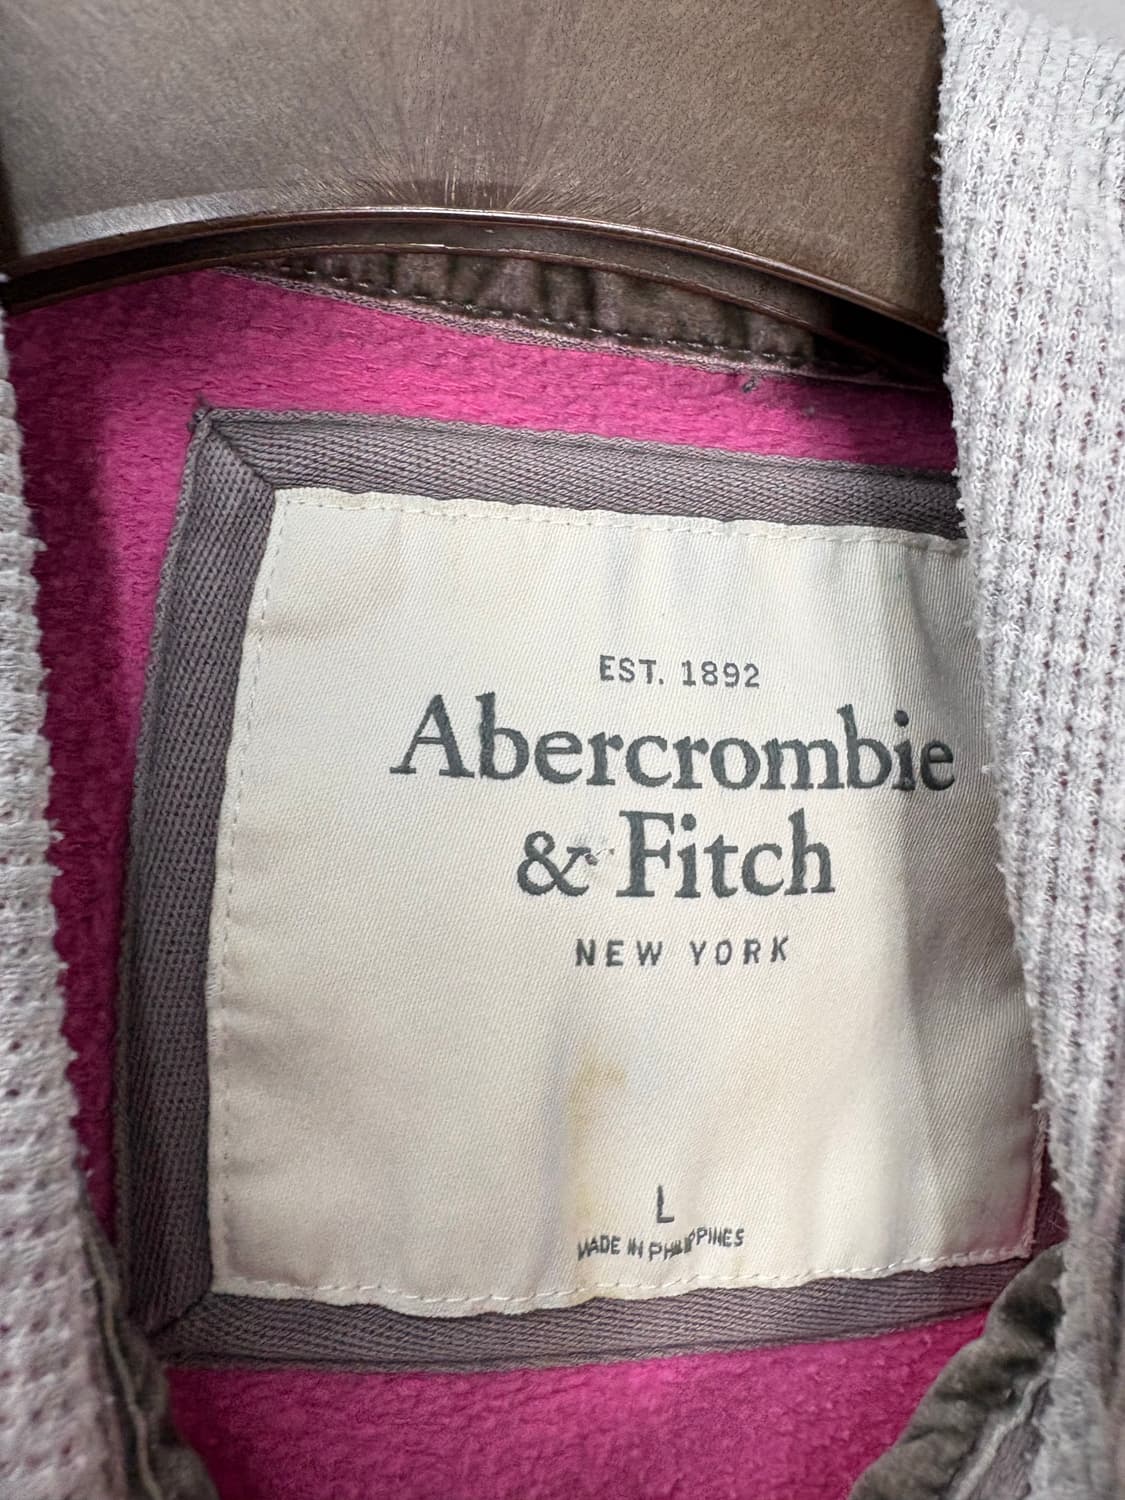 EST. 1892
Abercrombie
& Fitch
NEW YORK
L
MADE IN PHILIPPINES